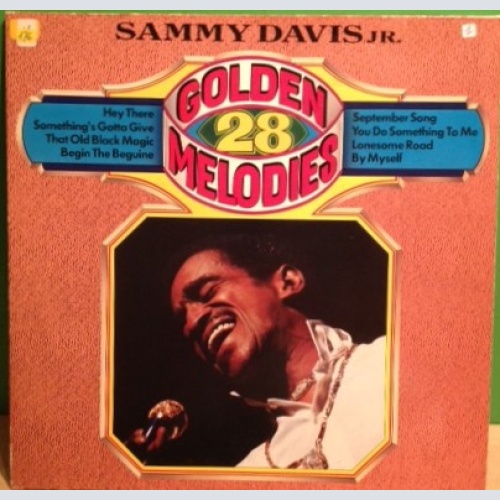 SAMMY DAVIS JR.
GOLDEN
28
MELODIES
Hey There
Something's Gotta Give
That Old Black Magic
Begin The Beguine
September Song
You Do Something To Me
Lonesome Road
By Myself